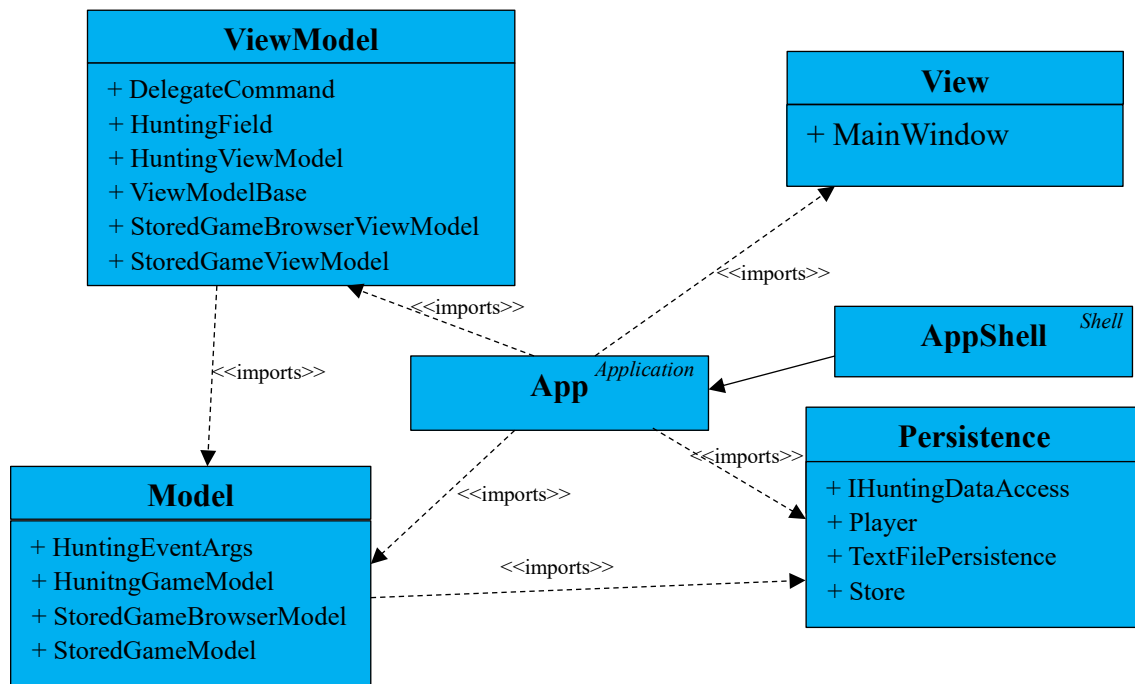 ViewModel
+ DelegateCommand
+ HuntingField
+ HuntingViewModel
+ ViewModelBase
+ StoredGameBrowserViewModel
+ StoredGameViewModel
View
+ MainWindow
<<imports>>
<<imports>>
<<imports>>
Shell
AppShell
Application
App
Persistence
+ IHuntingDataAccess
+ Player
+ TextFilePersistence
+ Store
<<imports>>
<<imports>>
<<imports>>
Model
+ HuntingEventArgs
+ HunitngGameModel
+ StoredGameBrowserModel
+ StoredGameModel